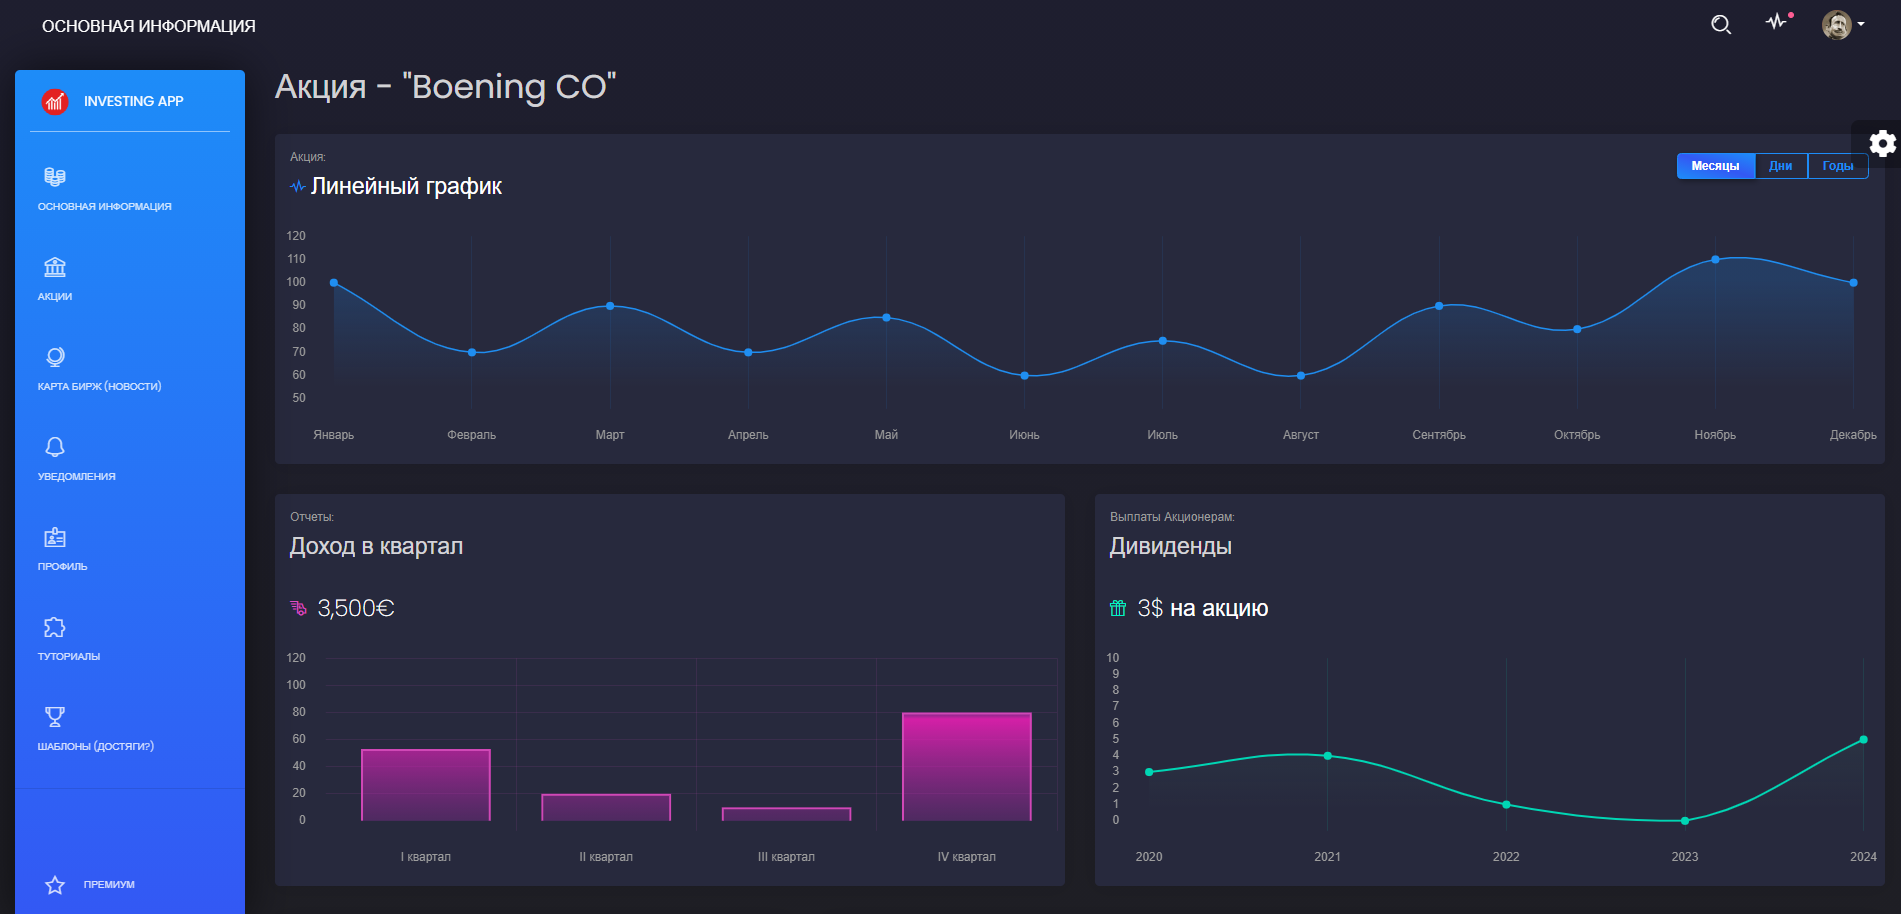 ОСНОВНАЯ ИНФОРМАЦИЯ
INVESTING APP
ОСНОВНАЯ ИНФОРМАЦИЯ
АКЦИИ
КАРТА БИРЖ (НОВОСТИ)
УВЕДОМЛЕНИЯ
ПРОФИЛЬ
ТУТОРИАЛЫ
ШАБЛОНЫ (ДОСТЯГИ?)
ПРЕМИУМ
Акция - "Boening CO"
Акция:
Линейный график
Месяцы Дни Годы
120
110
100
90
80
70
60
50
Январь Февраль Март Апрель Май Июнь Июль Август Сентябрь Октябрь Ноябрь Декабрь
Отчеты:
Доход в квартал
3,500€
120
100
80
60
40
20
0
I квартал II квартал III квартал IV квартал
Выплаты Акционерам:
Дивиденды
3$ на акцию
10
9
8
7
6
5
4
3
2
1
0
2020 2021 2022 2023 2024